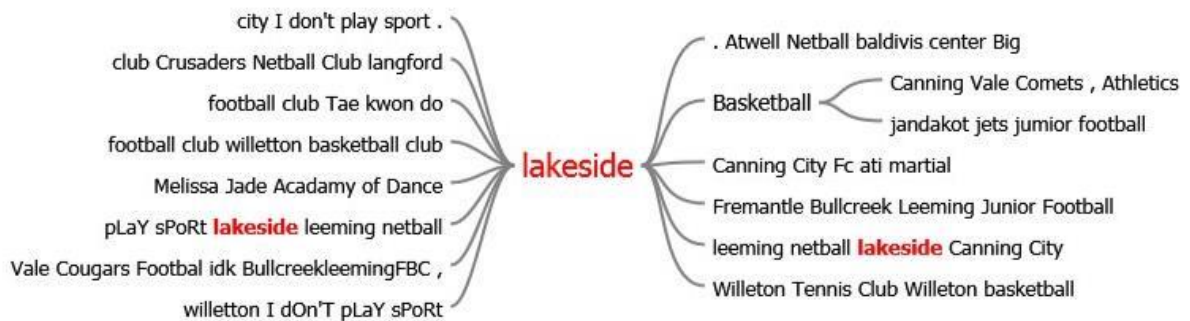 city I don't play sport .
club Crusaders Netball Club langford
football club Tae kwon do
football club willetton basketball club
Melissa Jade Acadamy of Dance
pLaY sPoRt lakeside leeming netball
Vale Cougars Footbal idk BullcreekleemingFBC ,
willetton I dOn'T pLaY sPoRt
lakeside
. Atwell Netball baldivis center Big
Basketball
Canning Vale Comets , Athletics
jandakot jets jumior football
Canning City Fc ati martial
Fremantle Bullcreek Leeming Junior Football
leeming netball lakeside Canning City
Willeton Tennis Club Willeton basketball